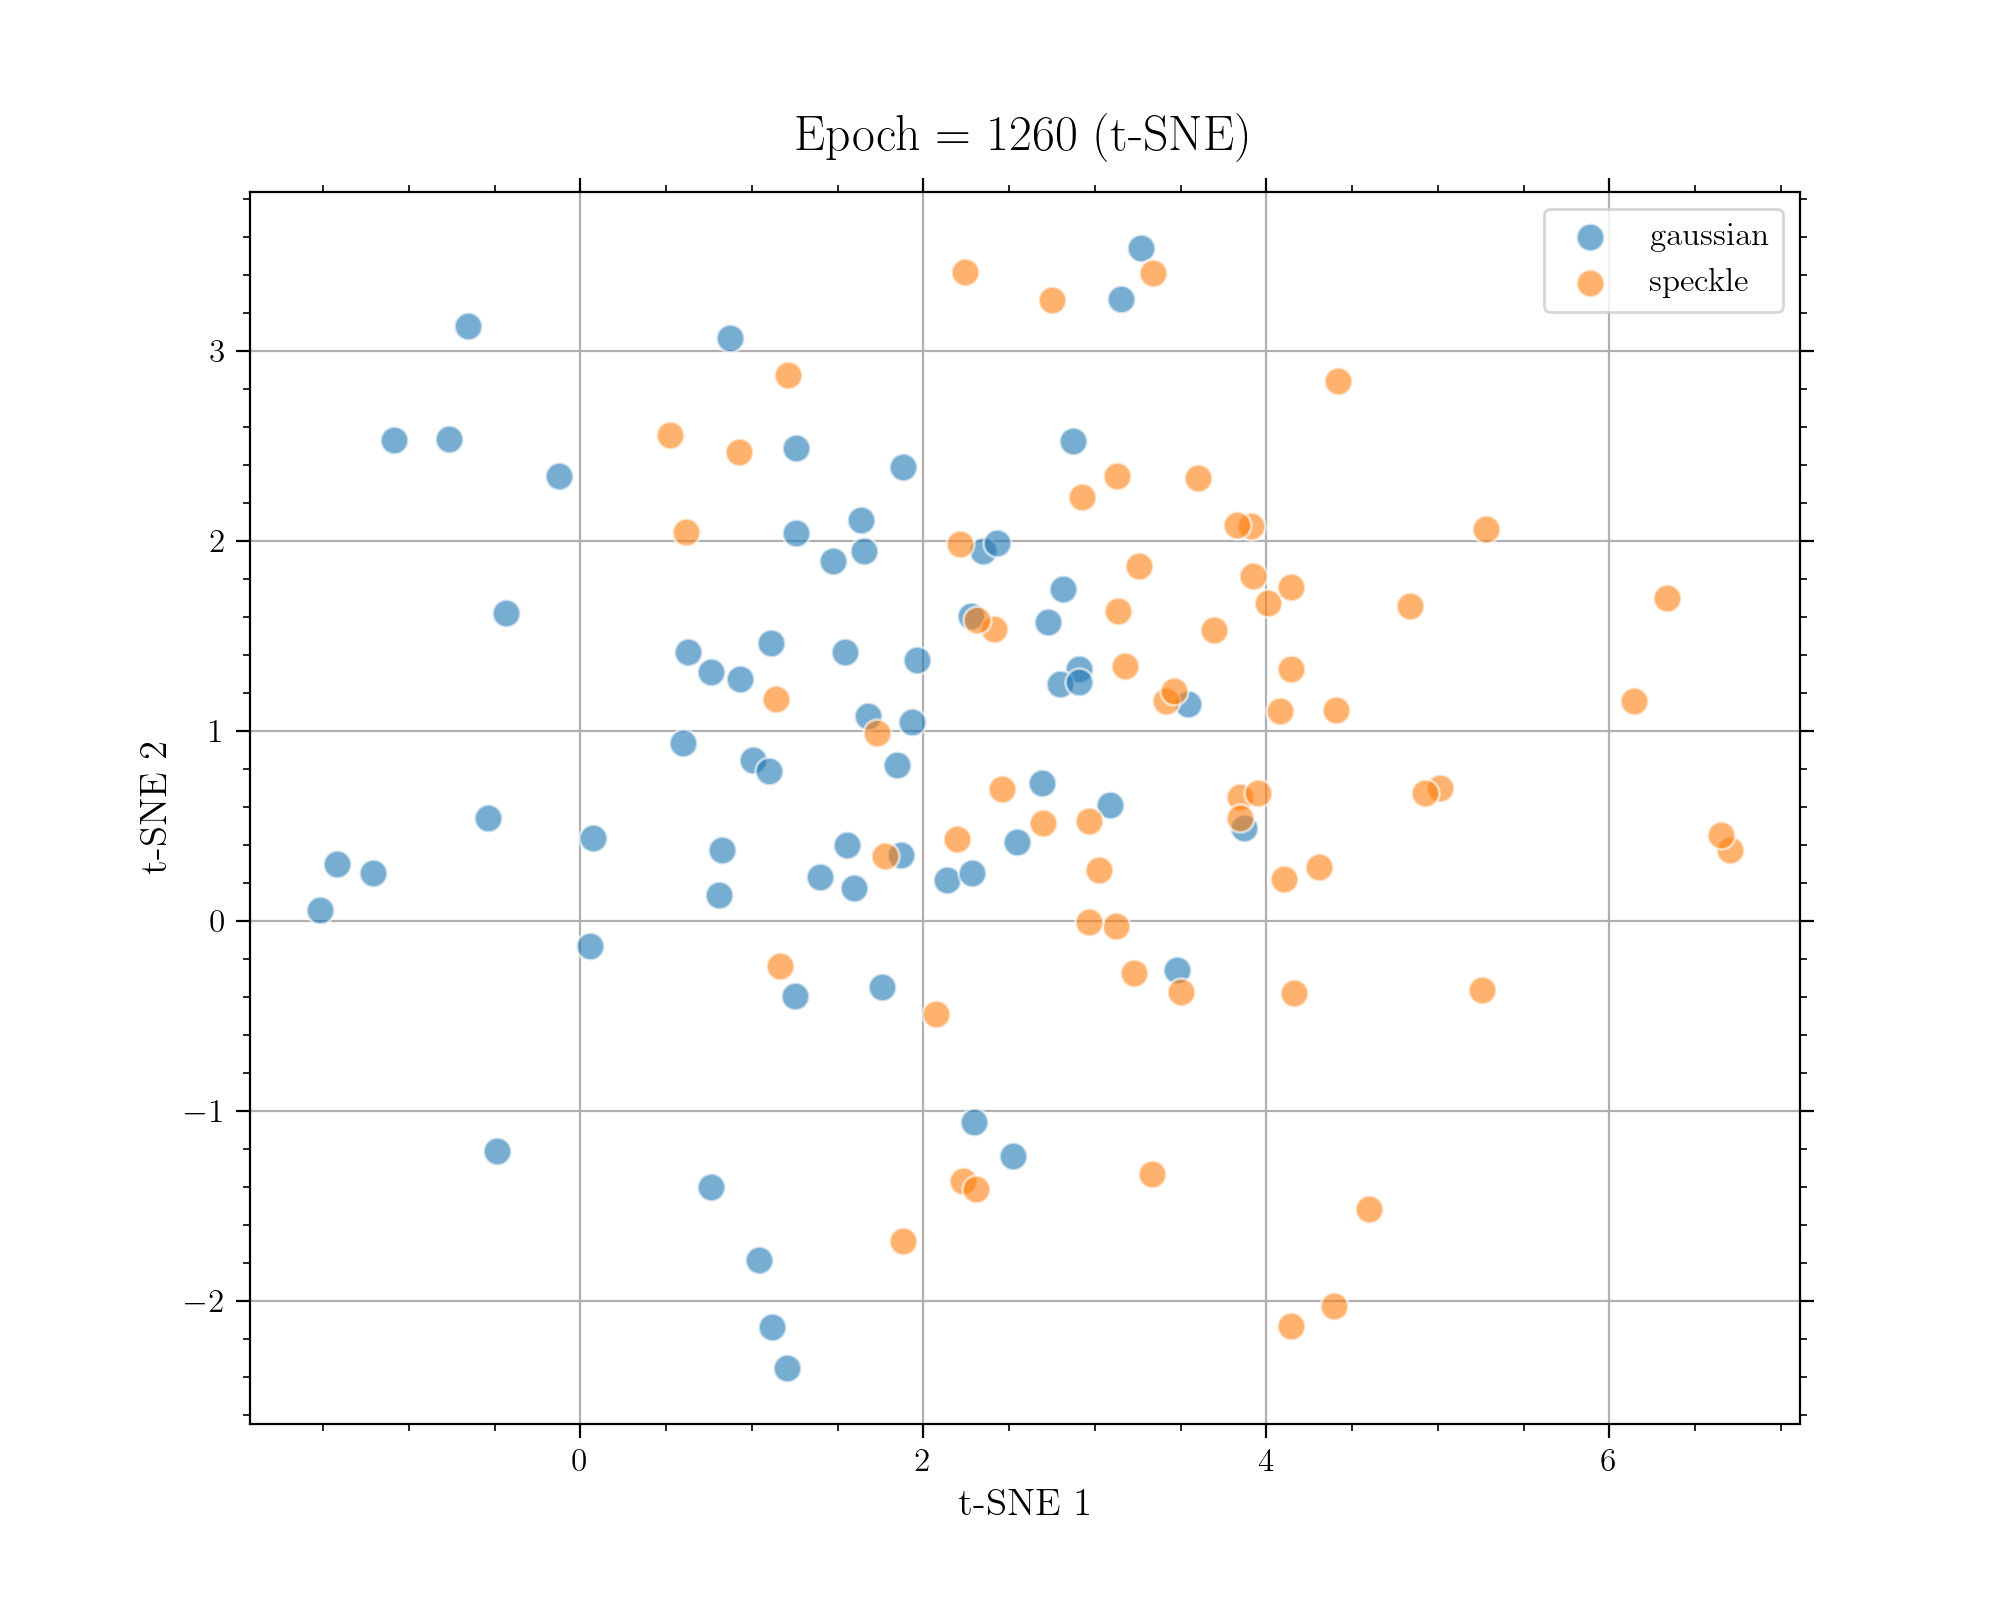 Epoch = 1260 (t-SNE)
gaussian
speckle
3
2
1
0
−1
−2
t-SNE 2
0 2 4 6
t-SNE 1